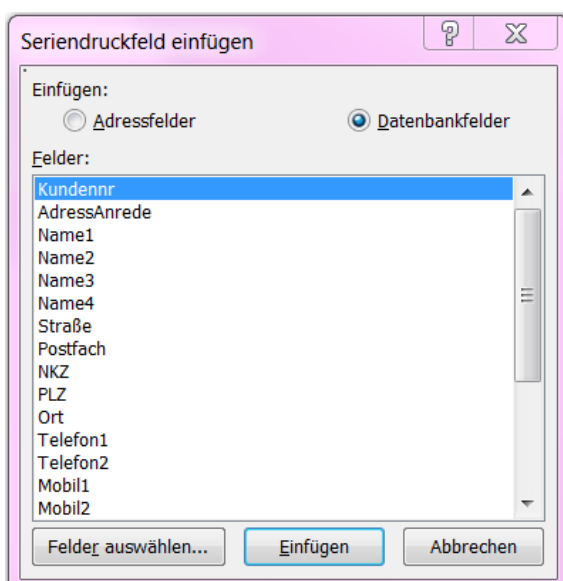 Seriendruckfeld einfügen
Einfügen:
Adressfelder Datenbankfelder
Felder:
Kundennr
AdressAnrede
Name1
Name2
Name3
Name4
Straße
Postfach
NKZ
PLZ
Ort
Telefon1
Telefon2
Mobil1
Mobil2
Felder auswählen... Einfügen Abbrechen